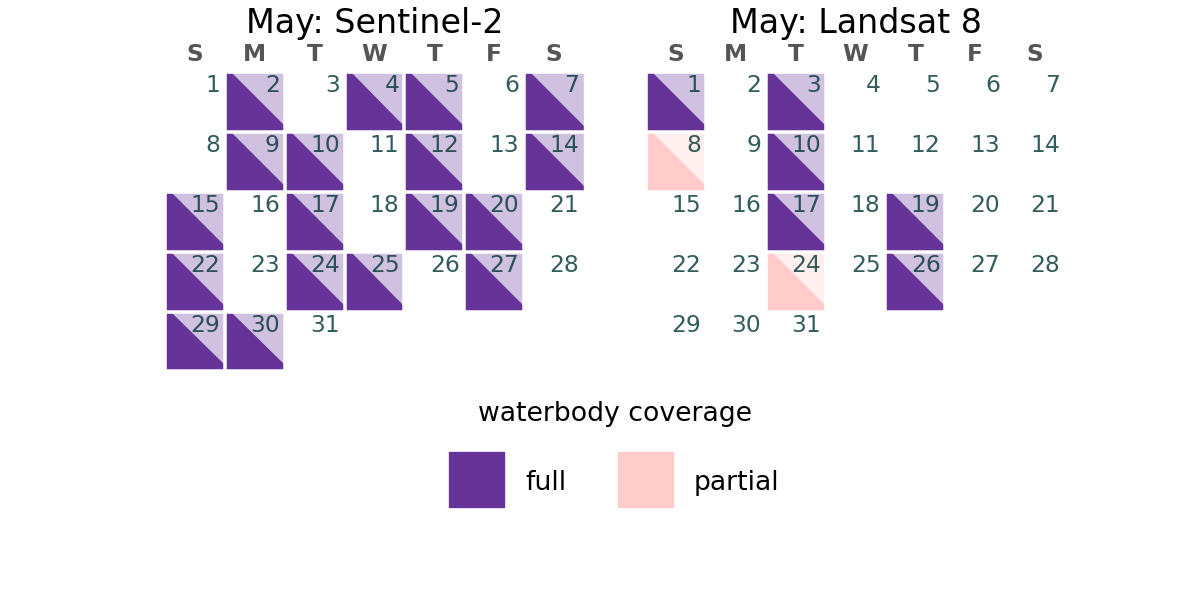 May: Sentinel-2
S M T W T F S
1 2 3 4 5 6 7
8 9 10 11 12 13 14
15 16 17 18 19 20 21
22 23 24 25 26 27 28
29 30 31
May: Landsat 8
S M T W T F S
1 2 3 4 5 6 7
8 9 10 11 12 13 14
15 16 17 18 19 20 21
22 23 24 25 26 27 28
29 30 31
waterbody coverage
full
partial